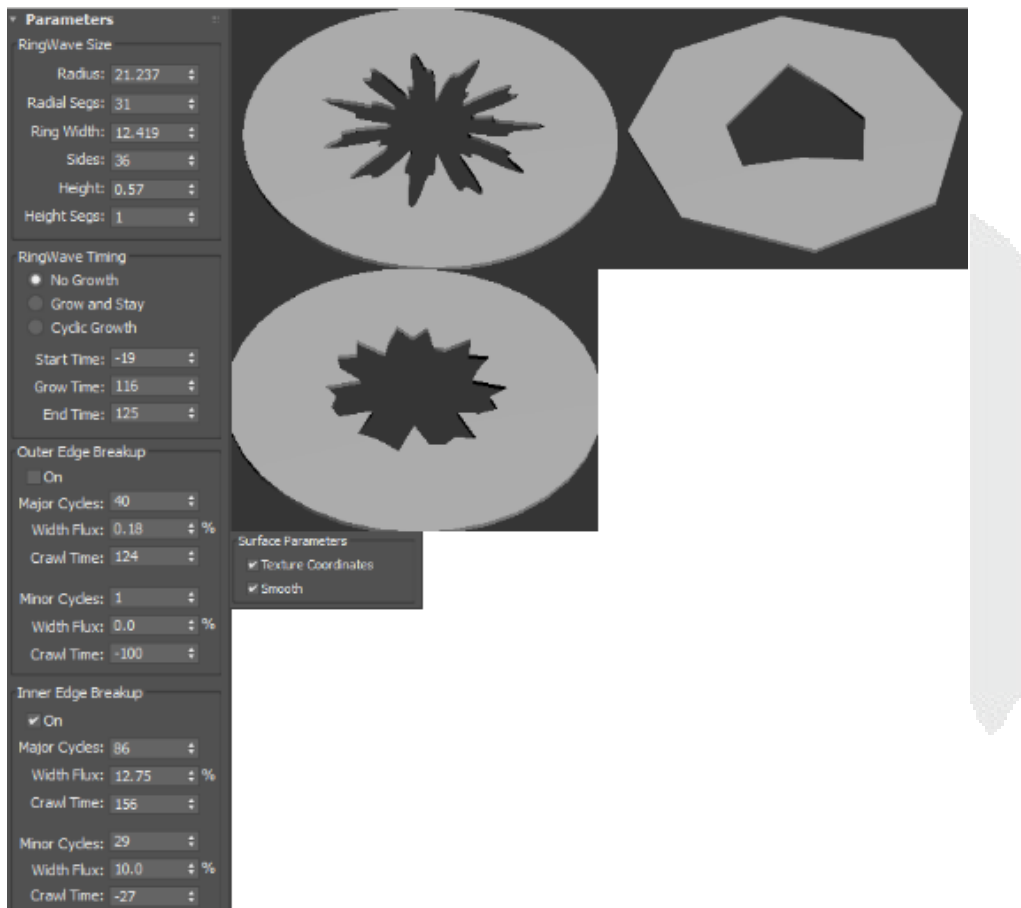 Parameters
RingWave Size
Radius: 21.237
Radial Segs: 31
Ring Width: 12.419
Sides: 36
Height: 0.57
Height Segs: 1
RingWave Timing
No Growth
Grow and Stay
Cyclic Growth
Start Time: -19
Grow Time: 116
End Time: 125
Outer Edge Breakup
On
Major Cycles: 40
Width Flux: 0.18 %
Crawl Time: 124
Minor Cycles: 1
Width Flux: 0.0 %
Crawl Time: -100
Inner Edge Breakup
On
Major Cycles: 86
Width Flux: 12.75 %
Crawl Time: 156
Minor Cycles: 29
Width Flux: 10.0 %
Crawl Time: -27
Surface Parameters
Texture Coordinates
Smooth